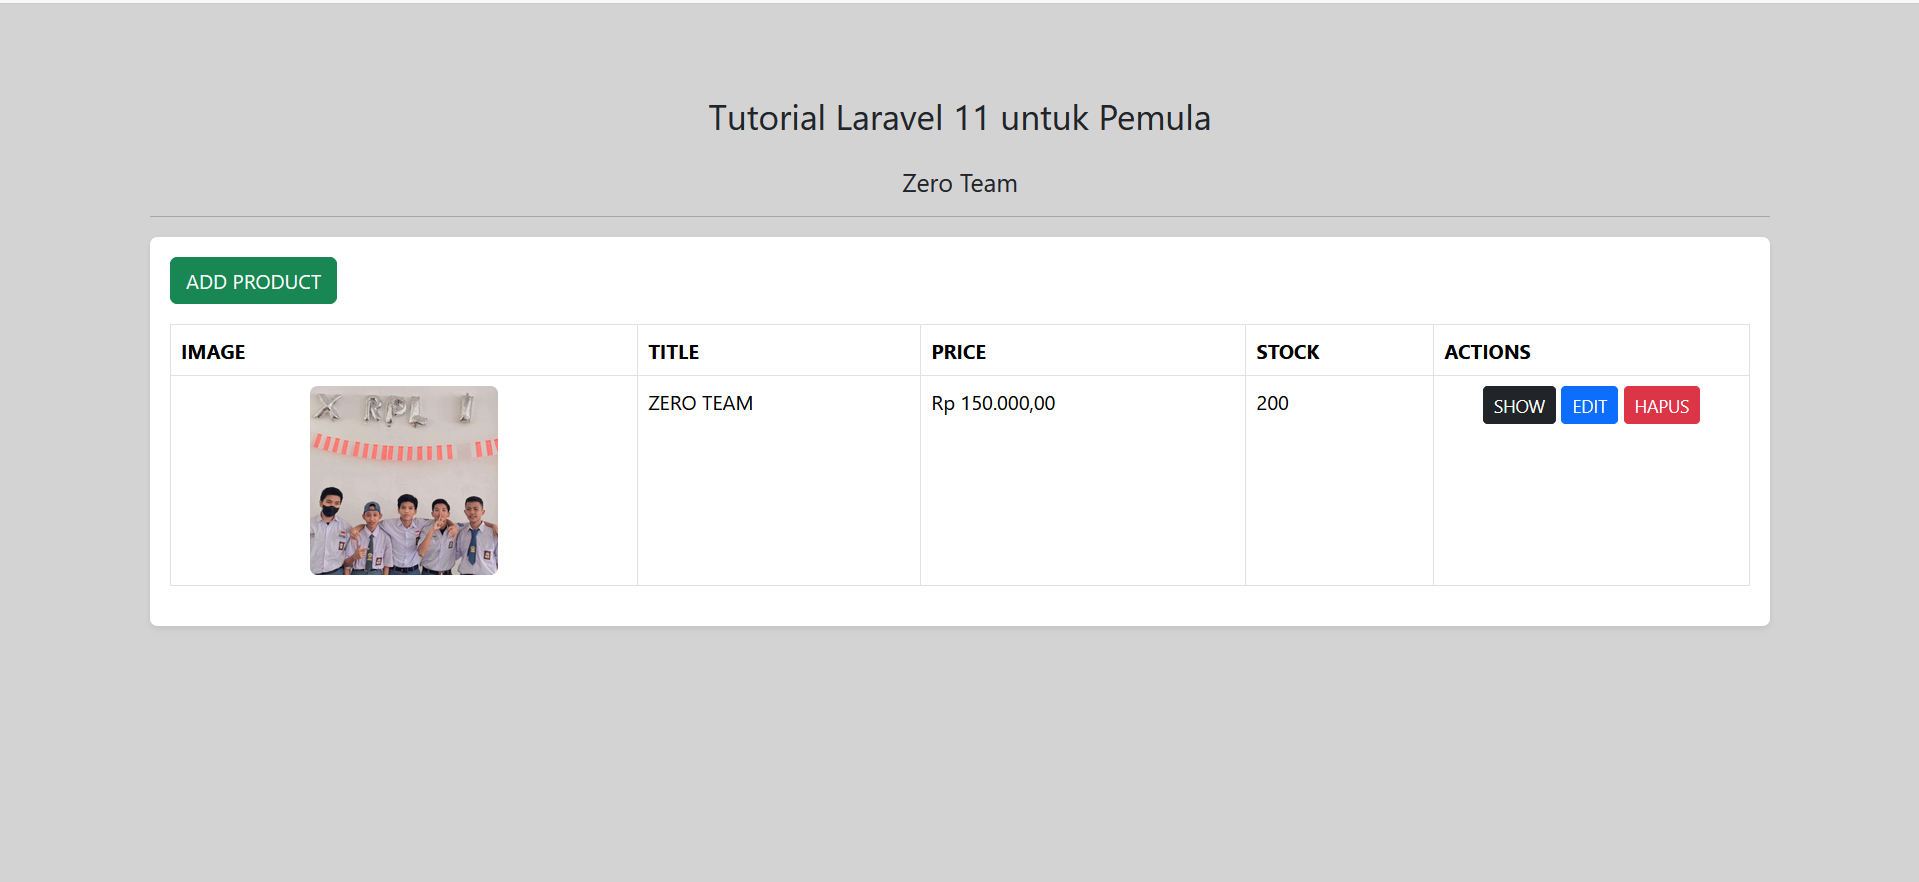 Tutorial Laravel 11 untuk Pemula
Zero Team
ADD PRODUCT
IMAGE TITLE PRICE STOCK ACTIONS
X RPL 1
ZERO TEAM Rp 150.000,00 200 SHOW EDIT HAPUS